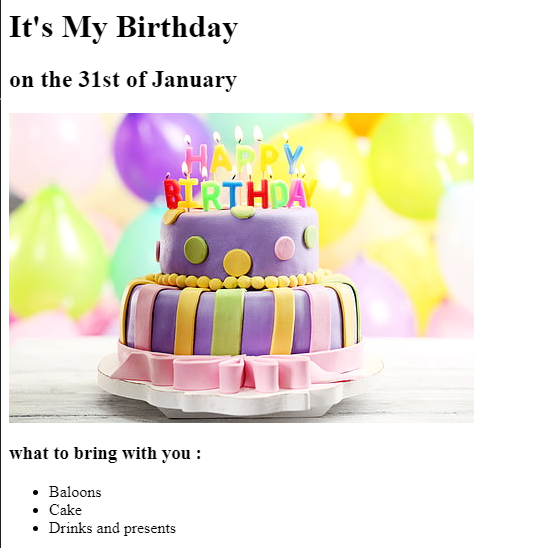 It's My Birthday
on the 31st of January
HAPPY
BIRTHDAY
what to bring with you :
Baloons
Cake
Drinks and presents